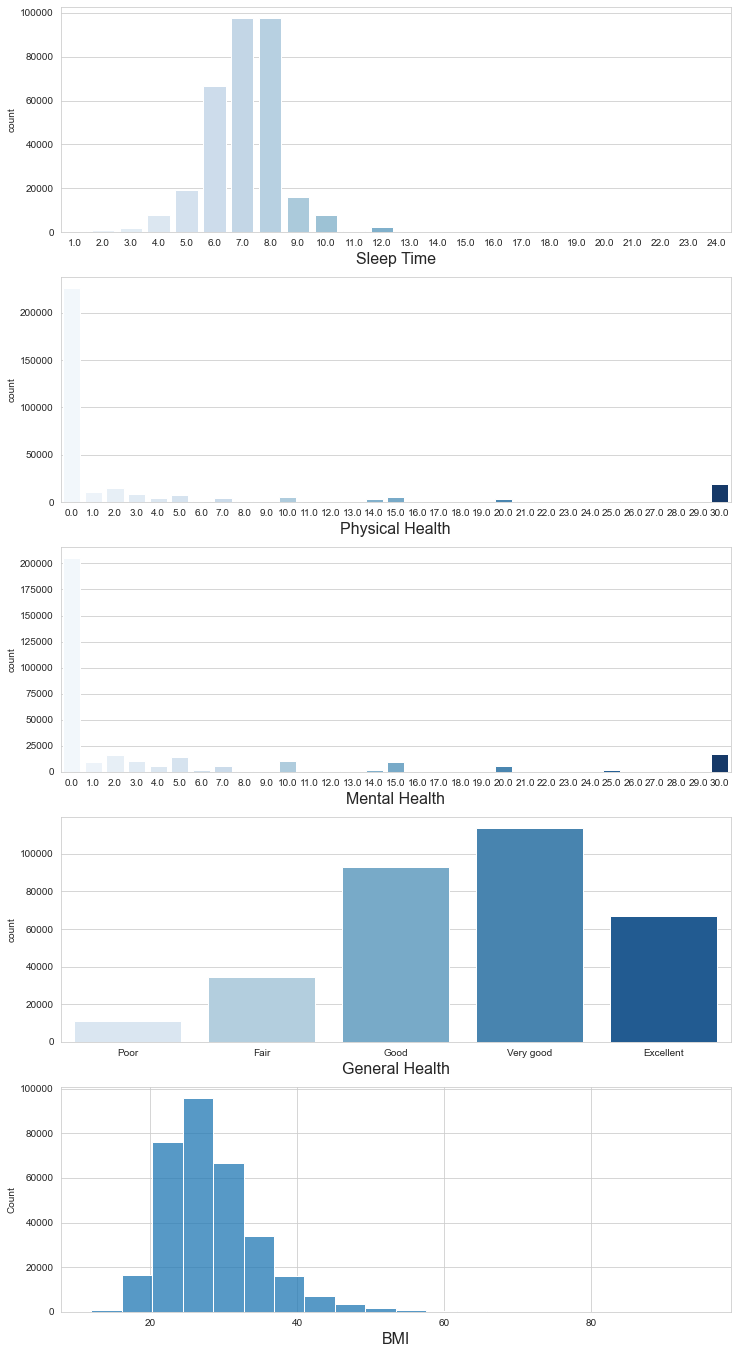 100000
80000
60000
40000
20000
0
count
1.0 2.0 3.0 4.0 5.0 6.0 7.0 8.0 9.0 10.0 11.0 12.0 13.0 14.0 15.0 16.0 17.0 18.0 19.0 20.0 21.0 22.0 23.0 24.0
Sleep Time
200000
150000
100000
50000
0
count
0.0 1.0 2.0 3.0 4.0 5.0 6.0 7.0 8.0 9.0 10.0 11.0 12.0 13.0 14.0 15.0 16.0 17.0 18.0 19.0 20.0 21.0 22.0 23.0 24.0 25.0 26.0 27.0 28.0 29.0 30.0
Physical Health
200000
175000
150000
125000
100000
75000
50000
25000
0
count
0.0 1.0 2.0 3.0 4.0 5.0 6.0 7.0 8.0 9.0 10.0 11.0 12.0 13.0 14.0 15.0 16.0 17.0 18.0 19.0 20.0 21.0 22.0 23.0 24.0 25.0 26.0 27.0 28.0 29.0 30.0
Mental Health
100000
80000
60000
40000
20000
0
count
Poor Fair Good Very good Excellent
General Health
100000
80000
60000
40000
20000
0
Count
20 40 60 80
BMI